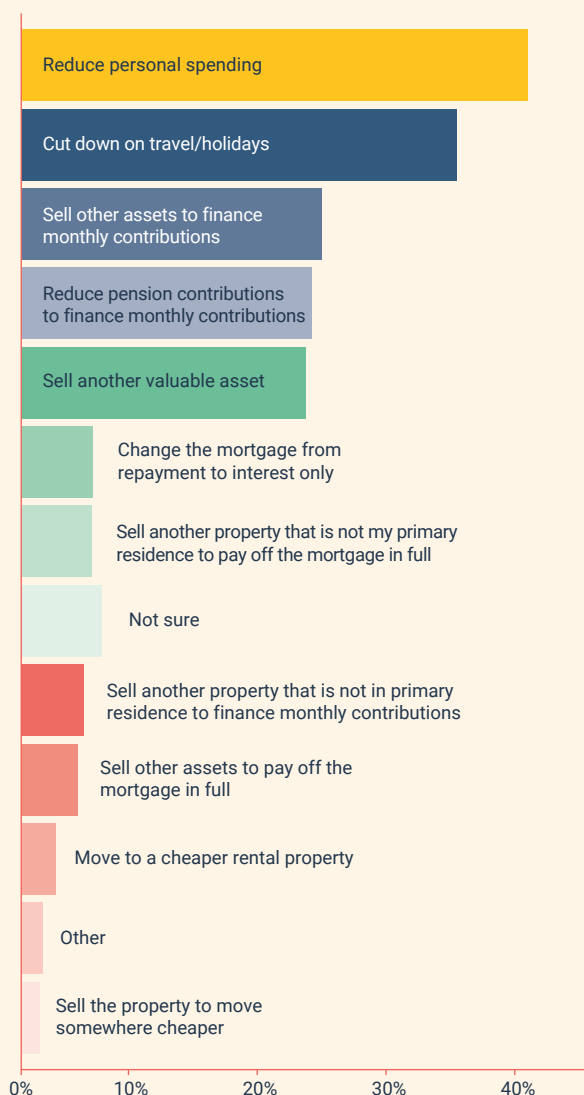 Reduce personal spending
Cut down on travel/holidays
Sell other assets to finance
monthly contributions
Reduce pension contributions
to finance monthly contributions
Sell another valuable asset
Change the mortgage from
repayment to interest only
Sell another property that is not my primary
residence to pay off the mortgage in full
Not sure
Sell another property that is not in primary
residence to finance monthly contributions
Sell other assets to pay off the
mortgage in full
Move to a cheaper rental property
Other
Sell the property to move
somewhere cheaper
0% 10% 20% 30% 40%